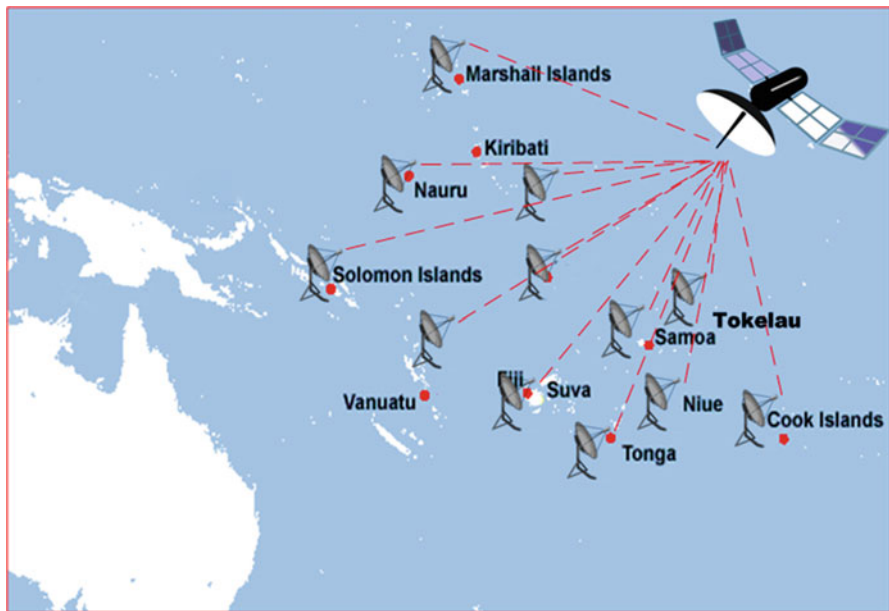 Marshall Islands
Kiribati
Nauru
Solomon Islands
Tokelau
Samoa
Fiji
Suva
Vanuatu
Niue
Cook Islands
Tonga